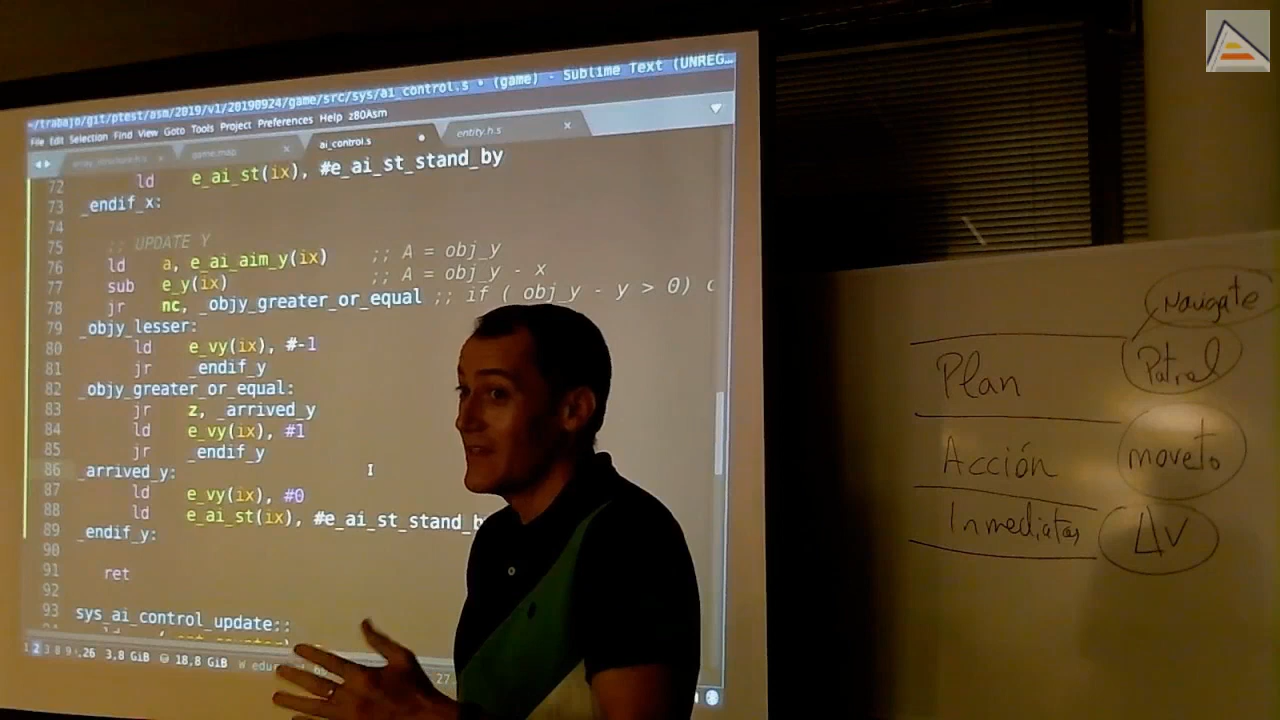 ~/trabajo/git/ptest/asm/2019/v1/20190924/game/src/sys/ai_control.s • (game) - Sublime Text (UNREG...
File Edit Selection Find View Goto Tools Project Preferences Help z80Asm
game.map × ai_control.s entity.h.s ×
72 ld e_ai_st(ix), #e_ai_st_stand_by
73 _endif_x:
74
75 ;; UPDATE Y
76 ld a, e_ai_aim_y(ix) ;; A = obj_y
77 sub e_y(ix) ;; A = obj_y - x
78 jr nc, _objy_greater_or_equal ;; if ( obj_y - y > 0)
79 _objy_lesser:
80 ld e_vy(ix), #-1
81 jr _endif_y
82 _objy_greater_or_equal:
83 jr z, _arrived_y
84 ld e_vy(ix), #1
85 jr _endif_y
86 _arrived_y:
87 ld e_vy(ix), #0
88 ld e_ai_st(ix), #e_ai_st_stand_b
89 _endif_y:
90
91 ret
92
93 sys_ai_control_update::
3,8 GiB 18,8 GiB
Navigate
Plan Patrol
Acción moveto
Inmediatas ΔV